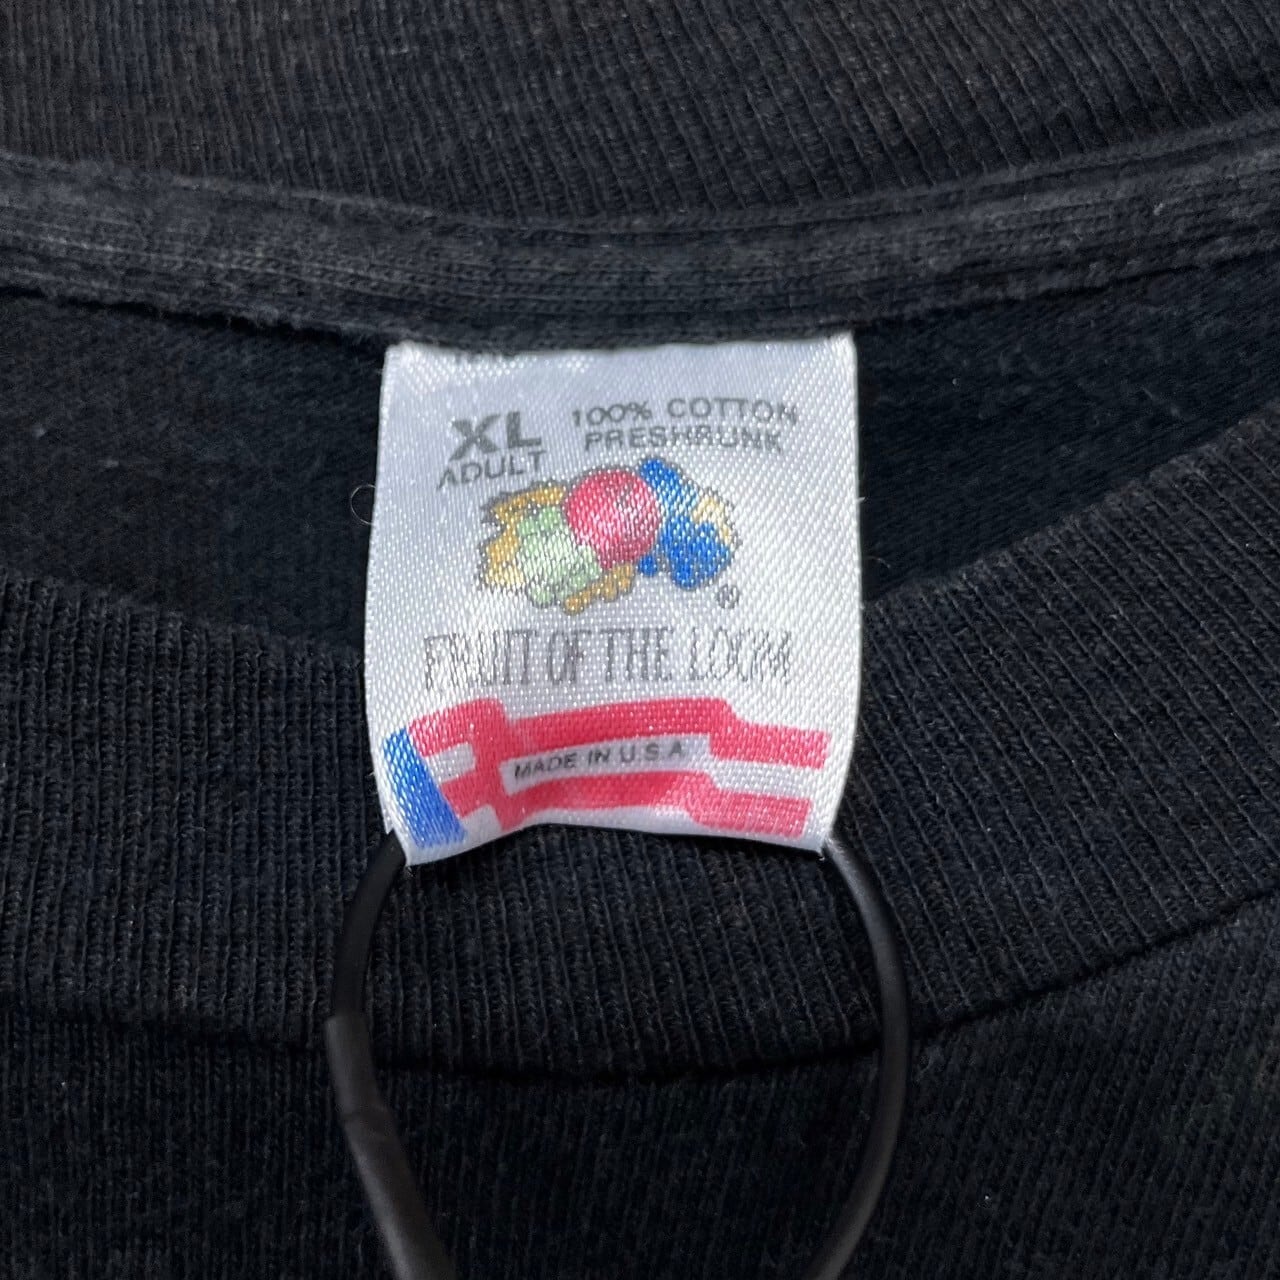 XL 100% COTTON
ADULT PRESHRUNK
®
FRUIT OF THE LOOM
MADE IN U.S.A.